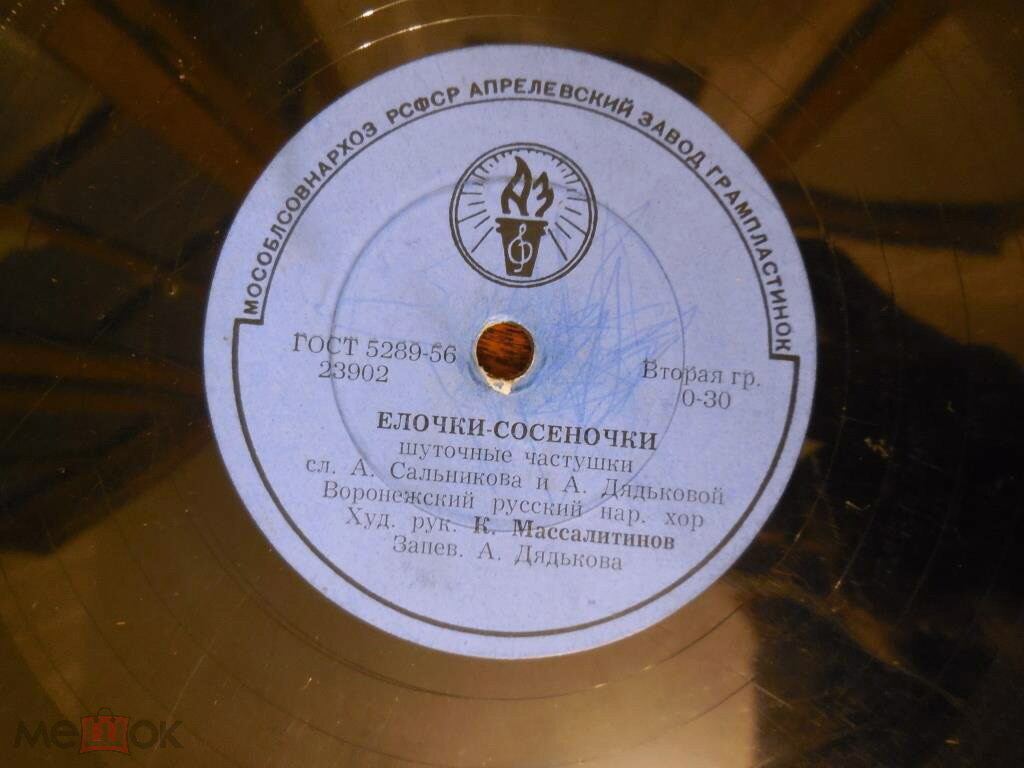 МОСОБЛСОВНАРХОЗ РСФСР АПРЕЛЕВСКИЙ ЗАВОД ГРАМПЛАСТИНОК
АЗ
ГОСТ 5289-56
23902
Вторая гр.
0-30
ЕЛОЧКИ-СОСЕНОЧКИ
шуточные частушки
сл. А. Сальникова и А. Дядьковой
Воронежский русский нар. хор
Худ. рук. К. Массалитинов
Запев. А. Дядькова
мешок